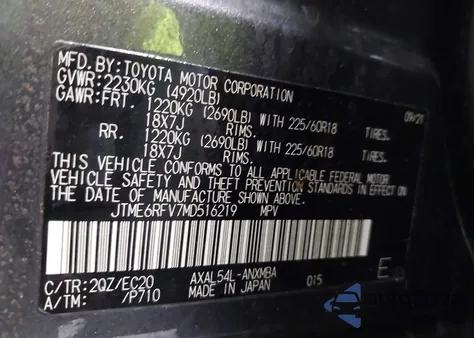 MFD. BY: TOYOTA MOTOR CORPORATION 09/21
GVWR: 2230KG (4920LB)
GAWR: FRT. 1220KG (2690LB) WITH 225/60R18 TIRES.
18X7J RIMS.
RR. 1220KG (2690LB) WITH 225/60R18 TIRES.
18X7J RIMS.
THIS VEHICLE CONFORMS TO ALL APPLICABLE FEDERAL MOTOR
VEHICLE SAFETY AND THEFT PREVENTION STANDARDS IN EFFECT ON
THE DATE OF MANUFACTURE SHOWN ABOVE.
JTME6RFV7MD516219 MPV
C/TR: 2QZ/EC20 AXAL54L-ANXMBA E
A/TM: /P710 MADE IN JAPAN 015